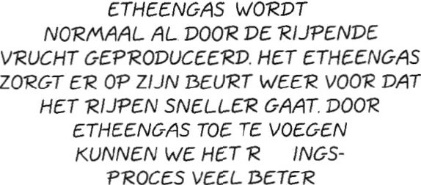 ETHEENGAS WORDT
NORMAAL AL DOOR DE RIJPENDE
VRUCHT GEPRODUCEERD. HET ETHEENGAS
ZORGT ER OP ZIJN BEURT WEER VOOR DAT
HET RIJPEN SNELLER GAAT. DOOR
ETHEENGAS TOE TE VOEGEN
KUNNEN WE HET R INGS-
PROCES VEEL BETER